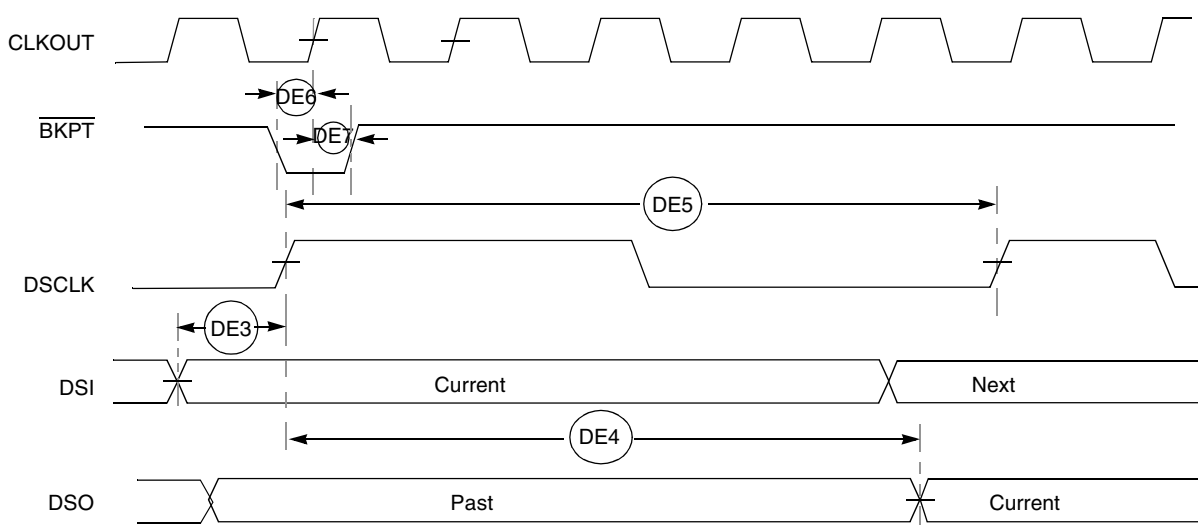 CLKOUT
DE6
BKPT
DE7
DE5
DSCLK
DE3
DSI
Current
Next
DE4
DSO
Past
Current